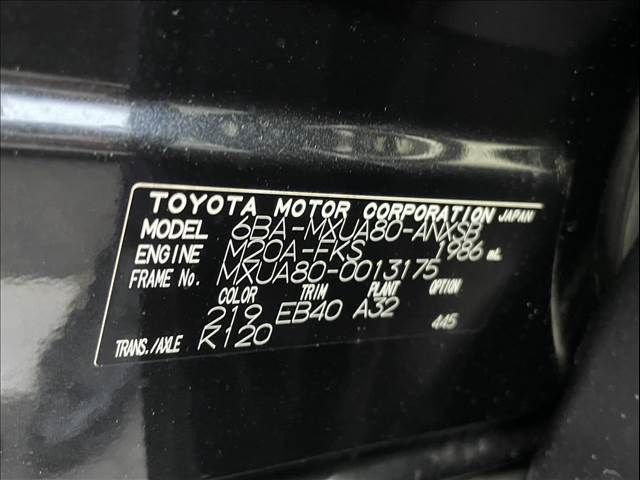 TOYOTA MOTOR CORPORATION JAPAN
MODEL 6BA-MXUA80-ANXSB
ENGINE M20A-FKS 1986 mL
FRAME No. MXUA80-0013175
COLOR TRIM PLANT OPTION
219 EB40 A32 445
TRANS./AXLE K120